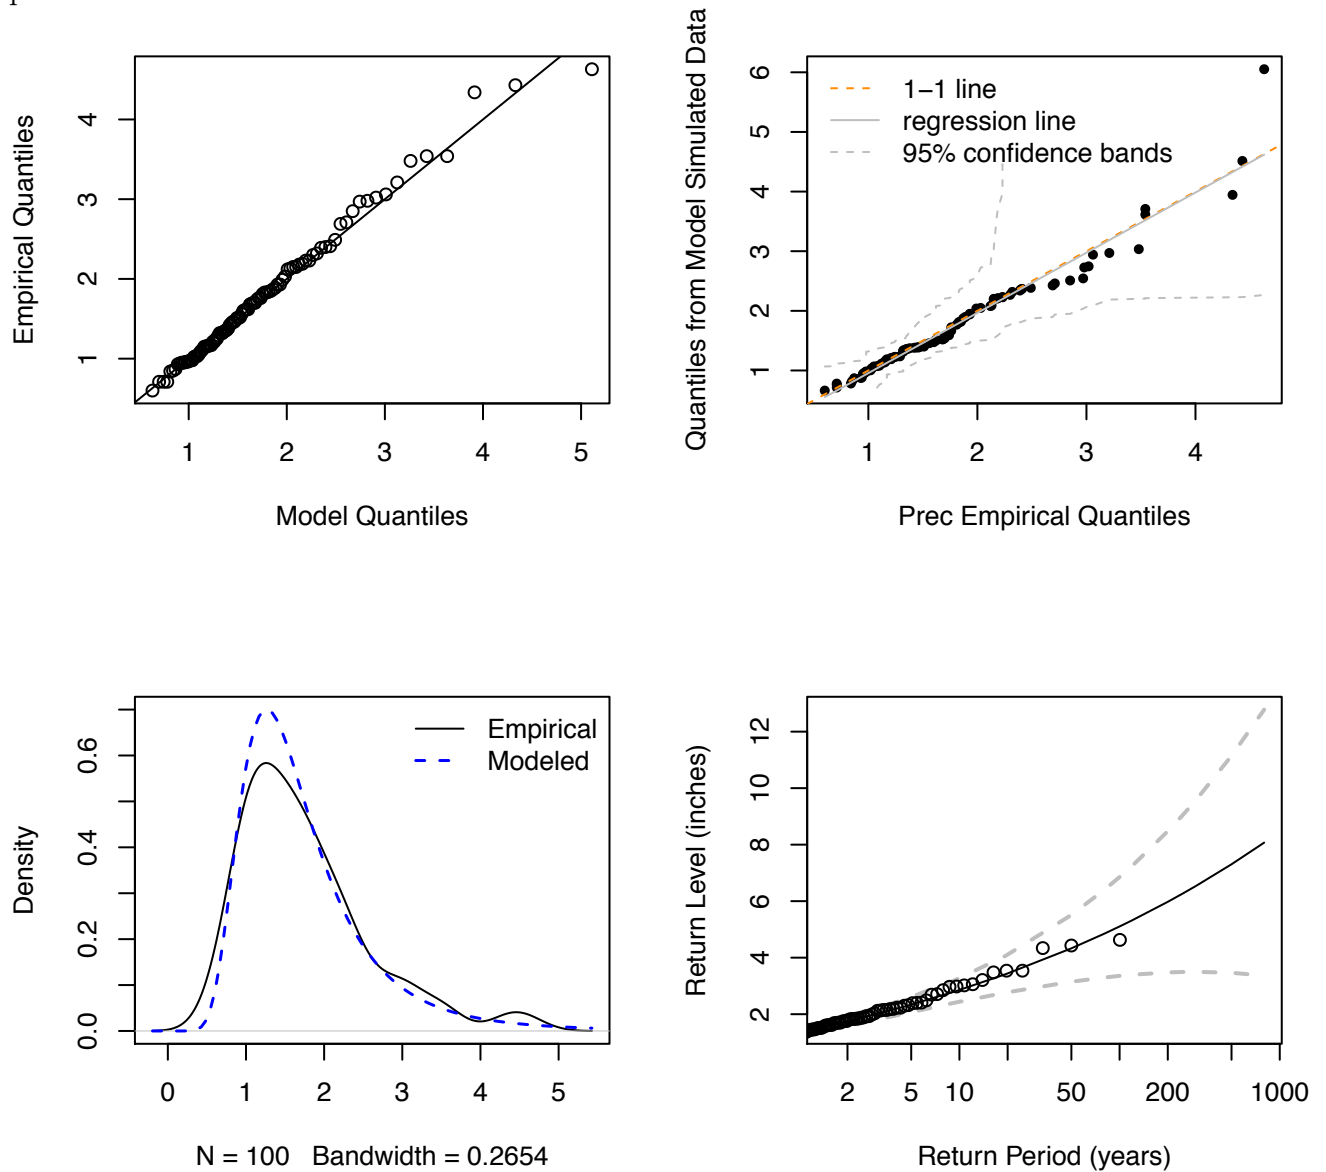 Empirical Quantiles
4
3
2
1
1 2 3 4 5
Model Quantiles
Quantiles from Model Simulated Data
6
5
4
3
2
1
1−1 line
regression line
95% confidence bands
1 2 3 4
Prec Empirical Quantiles
Density
0.6
0.4
0.2
0.0
Empirical
Modeled
0 1 2 3 4 5
N = 100 Bandwidth = 0.2654
Return Level (inches)
12
10
8
6
4
2
2 5 10 50 200 1000
Return Period (years)